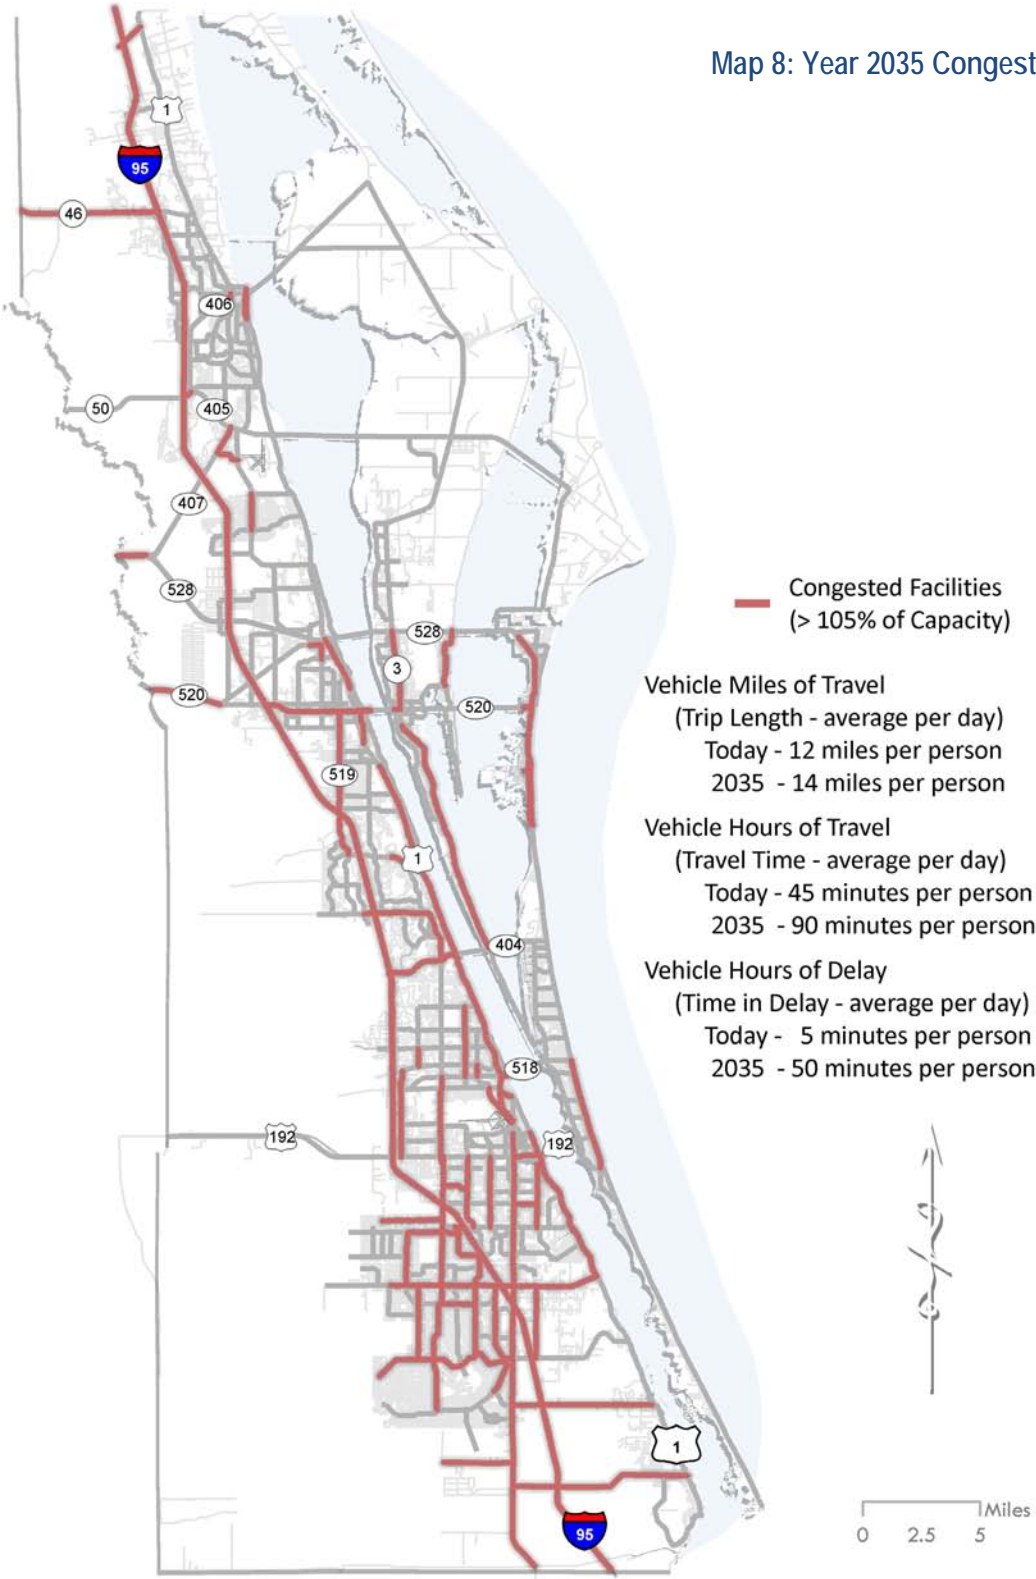 Map 8: Year 2035 Congest
1
95
46
406
50
405
407
528
528
3
520
520
519
1
404
518
192
192
1
95
Congested Facilities
(> 105% of Capacity)
Vehicle Miles of Travel
(Trip Length - average per day)
Today - 12 miles per person
2035 - 14 miles per person
Vehicle Hours of Travel
(Travel Time - average per day)
Today - 45 minutes per person
2035 - 90 minutes per person
Vehicle Hours of Delay
(Time in Delay - average per day)
Today - 5 minutes per person
2035 - 50 minutes per person
Miles
0 2.5 5